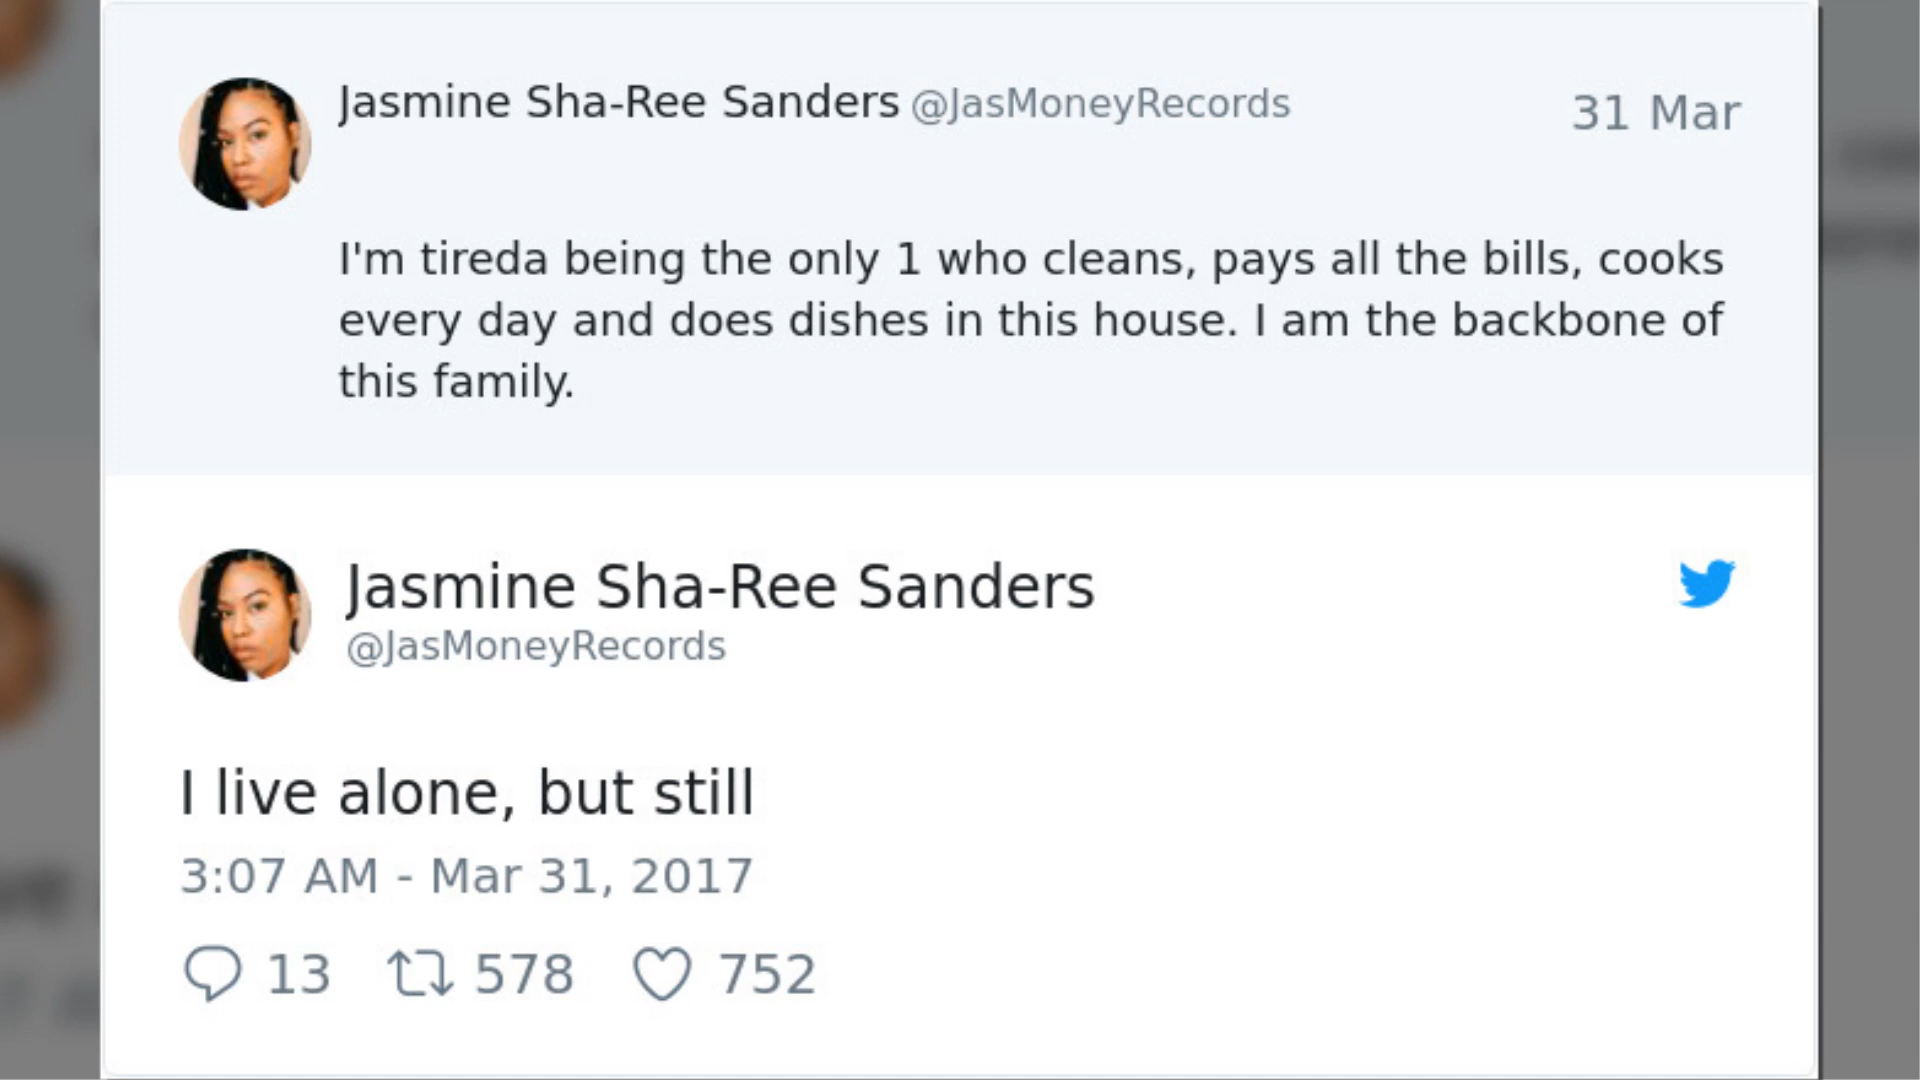 Jasmine Sha-Ree Sanders @JasMoneyRecords 31 Mar
I'm tireda being the only 1 who cleans, pays all the bills, cooks
every day and does dishes in this house. I am the backbone of
this family.
Jasmine Sha-Ree Sanders
@JasMoneyRecords
I live alone, but still
3:07 AM - Mar 31, 2017
13 578 752